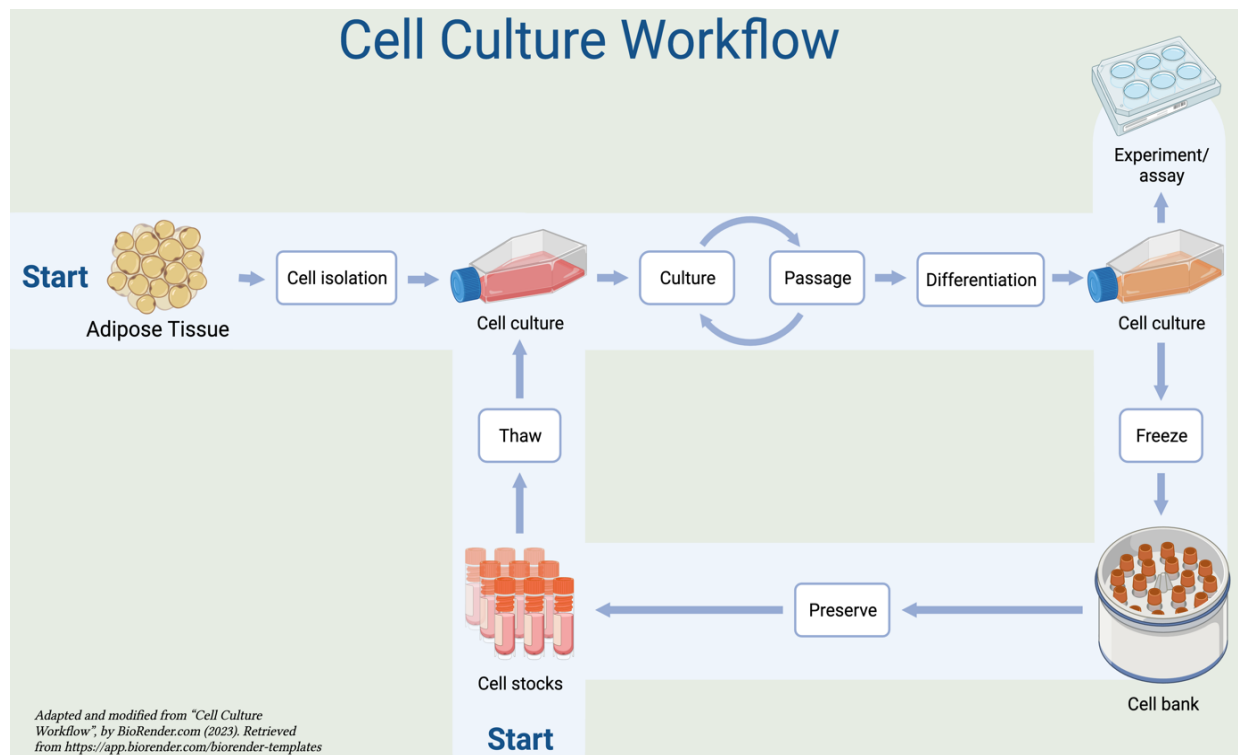 Cell Culture Workflow
Experiment/
assay
Start
Adipose Tissue
Cell isolation
Cell culture
Culture
Passage
Differentiation
Cell culture
Thaw
Freeze
Cell stocks
Preserve
Cell bank
Start
Adapted and modified from “Cell Culture
Workflow”, by BioRender.com (2023). Retrieved
from https://app.biorender.com/biorender-templates